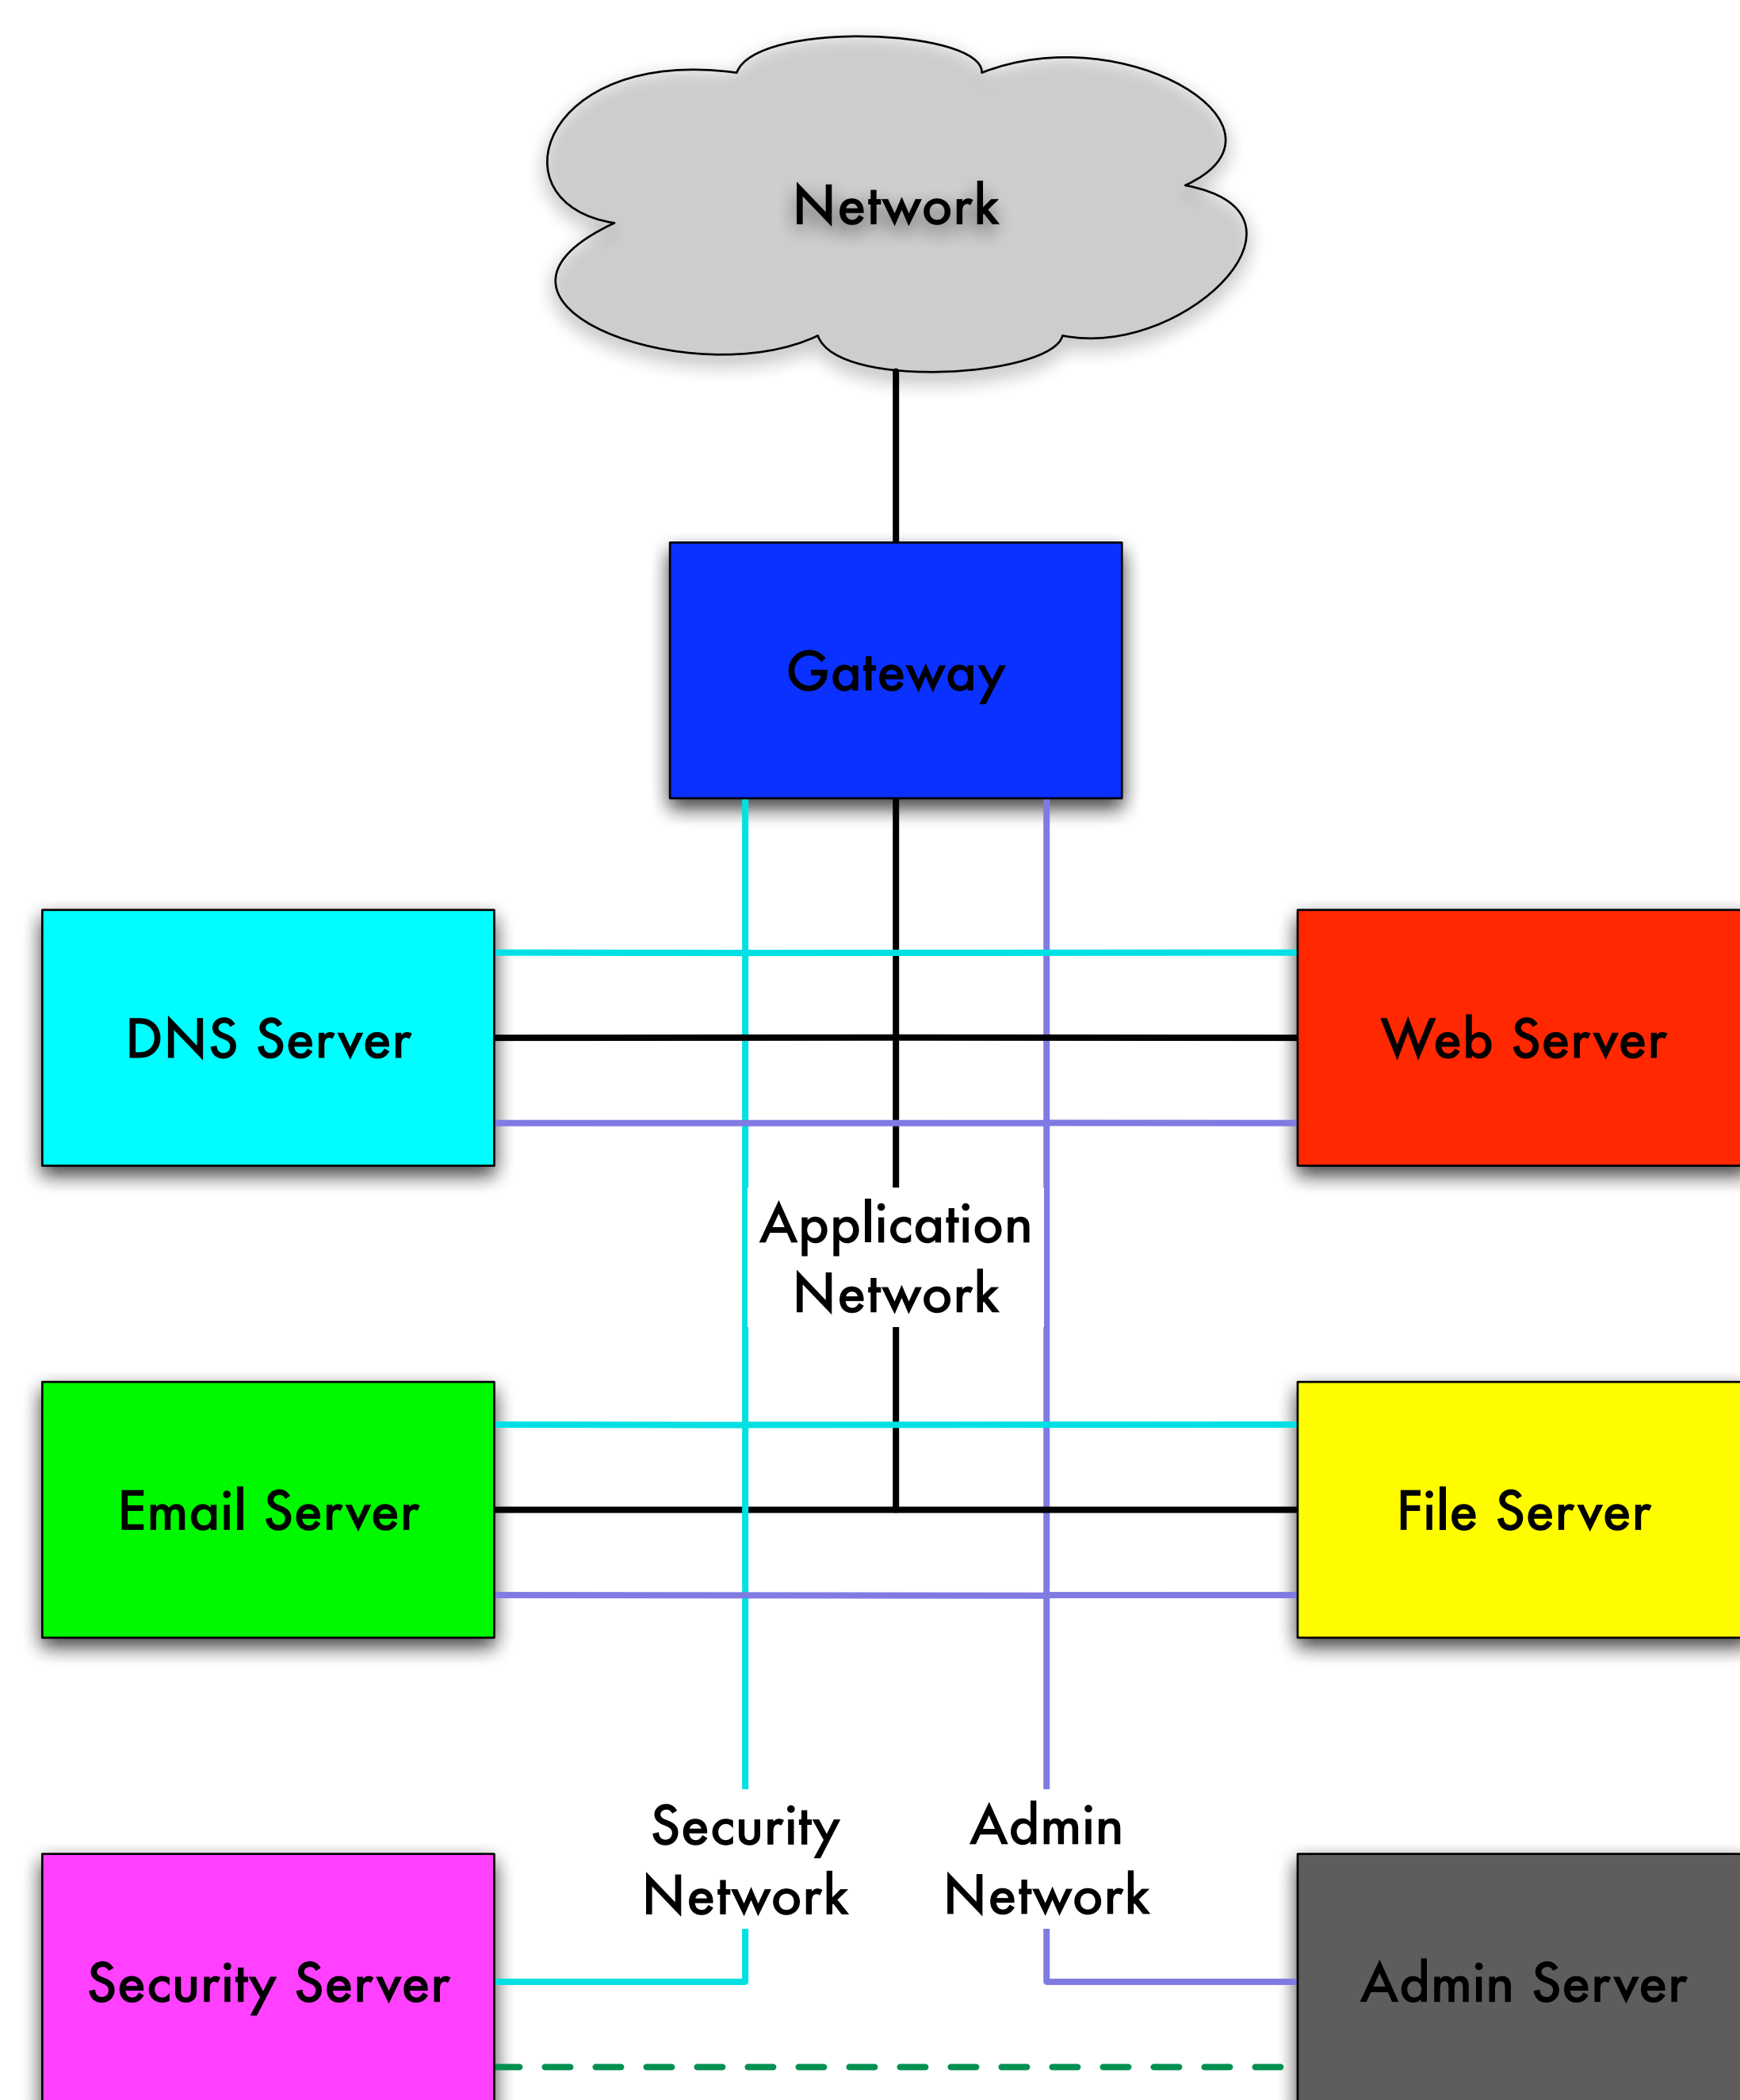 Network
Gateway
DNS Server
Web Server
Application
Network
Email Server
File Server
Security
Network
Admin
Network
Security Server
Admin Server